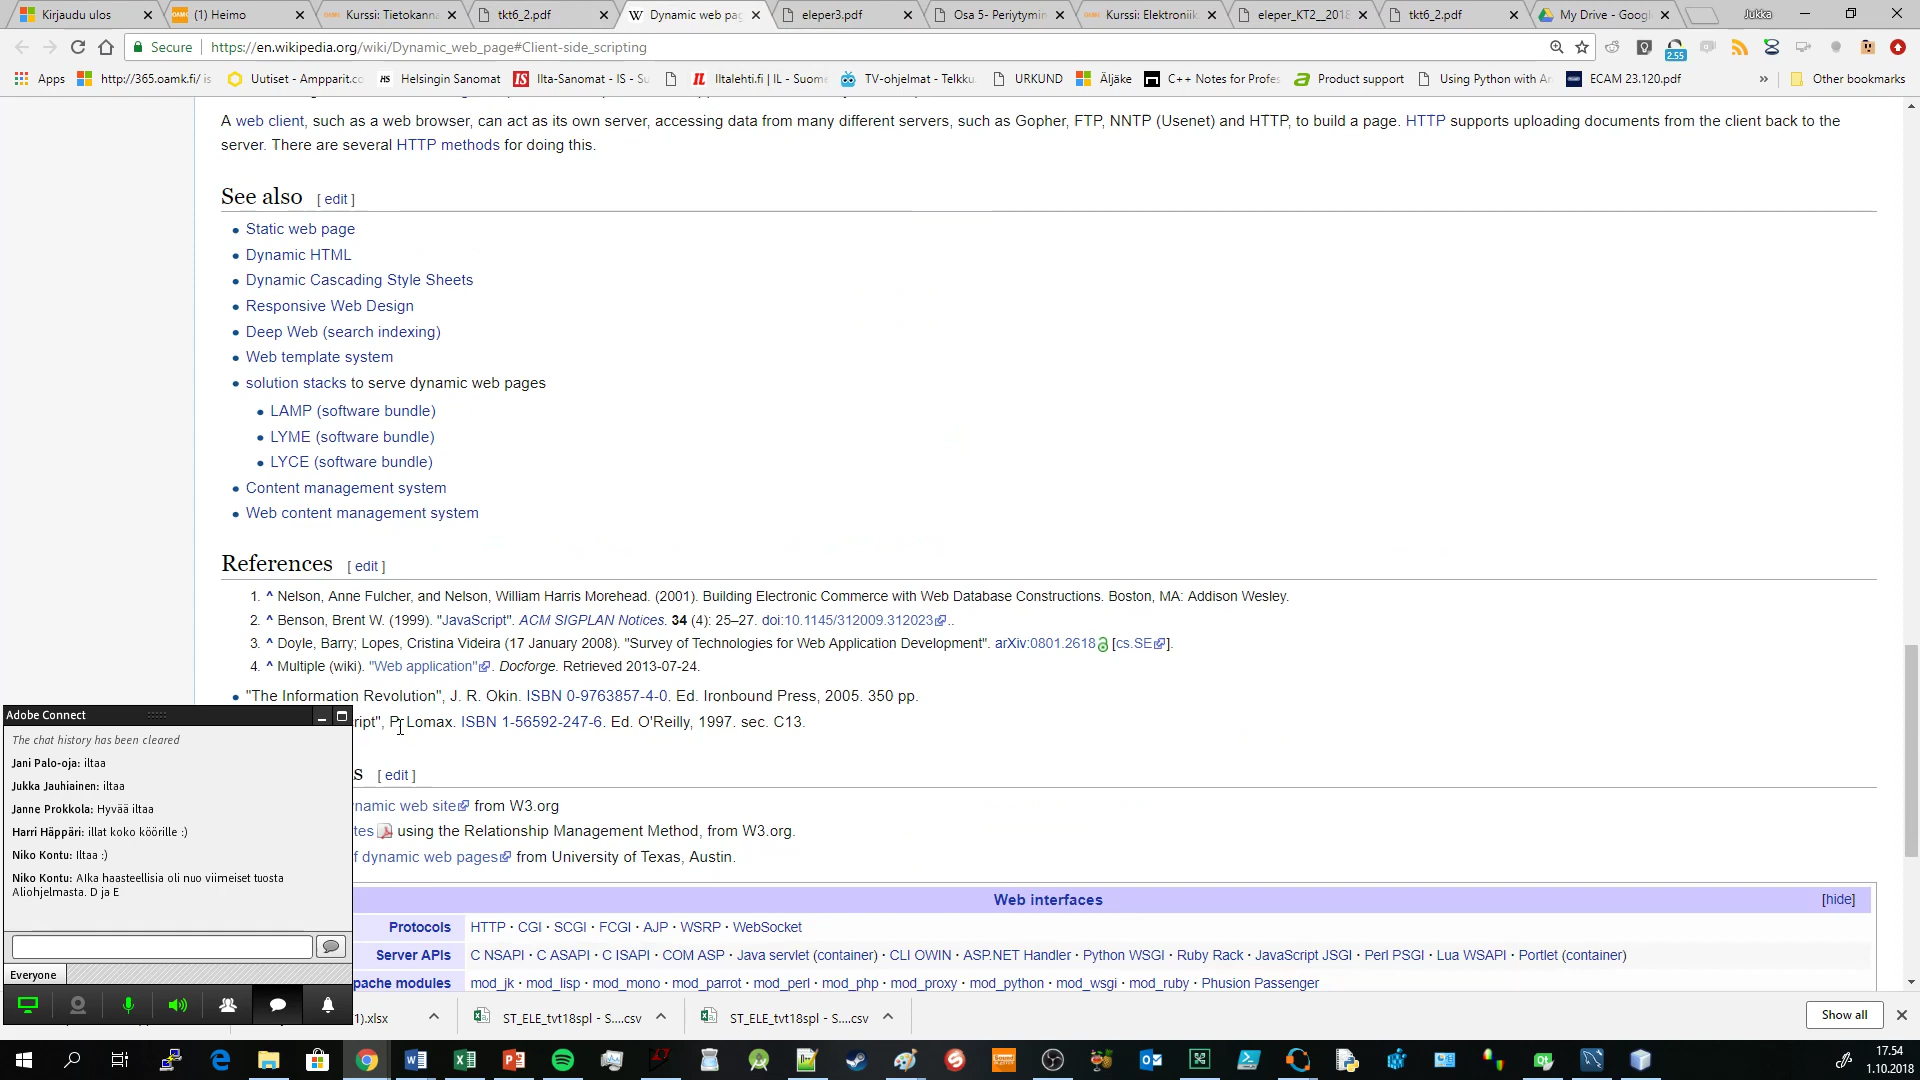 Kirjaudu ulos
(1) Heimo
Kurssi: Tietokann
tkt6_2.pdf
Dynamic web pag
eleper3.pdf
Osa 5- Periytymin
Kurssi: Elektroniik
eleper_KT2__2018
tkt6_2.pdf
My Drive - Googl
Jukka
Secure
https://en.wikipedia.org/wiki/Dynamic_web_page#Client-side_scripting
2.55
Apps
http://365.oamk.fi/ is
Uutiset - Ampparit.co
Helsingin Sanomat
Ilta-Sanomat - IS - Su
Iltalehti.fi | IL - Suome
TV-ohjelmat - Telkku
URKUND
Äljäke
C++ Notes for Profes
Product support
Using Python with Ar
ECAM 23.120.pdf
»
Other bookmarks
A web client, such as a web browser, can act as its own server, accessing data from many different servers, such as Gopher, FTP, NNTP (Usenet) and HTTP, to build a page. HTTP supports uploading documents from the client back to the
server. There are several HTTP methods for doing this.
See also [ edit ]
Static web page
Dynamic HTML
Dynamic Cascading Style Sheets
Responsive Web Design
Deep Web (search indexing)
Web template system
solution stacks to serve dynamic web pages
LAMP (software bundle)
LYME (software bundle)
LYCE (software bundle)
Content management system
Web content management system
References [ edit ]
1. ^ Nelson, Anne Fulcher, and Nelson, William Harris Morehead. (2001). Building Electronic Commerce with Web Database Constructions. Boston, MA: Addison Wesley.
2. ^ Benson, Brent W. (1999). "JavaScript". ACM SIGPLAN Notices. 34 (4): 25–27. doi:10.1145/312009.312023..
3. ^ Doyle, Barry; Lopes, Cristina Videira (17 January 2008). "Survey of Technologies for Web Application Development". arXiv:0801.2618 [cs.SE].
4. ^ Multiple (wiki). "Web application". Docforge. Retrieved 2013-07-24.
"The Information Revolution", J. R. Okin. ISBN 0-9763857-4-0. Ed. Ironbound Press, 2005. 350 pp.
ript", P. Lomax. ISBN 1-56592-247-6. Ed. O'Reilly, 1997. sec. C13.
s [ edit ]
namic web site from W3.org
tes using the Relationship Management Method, from W3.org.
f dynamic web pages from University of Texas, Austin.
Web interfaces
[hide]
Protocols HTTP · CGI · SCGI · FCGI · AJP · WSRP · WebSocket
Server APIs C NSAPI · C ASAPI · C ISAPI · COM ASP · Java servlet (container) · CLI OWIN · ASP.NET Handler · Python WSGI · Ruby Rack · JavaScript JSGI · Perl PSGI · Lua WSAPI · Portlet (container)
pache modules mod_jk · mod_lisp · mod_mono · mod_parrot · mod_perl · mod_php · mod_proxy · mod_python · mod_wsgi · mod_ruby · Phusion Passenger
Adobe Connect
The chat history has been cleared
Jani Palo-oja: iltaa
Jukka Jauhiainen: iltaa
Janne Prokkola: Hyvää iltaa
Harri Häppäri: illat koko köörille :)
Niko Kontu: Iltaa :)
Niko Kontu: AIka haasteellisia oli nuo viimeiset tuosta
Aliohjelmasta. D ja E
Everyone
1).xlsx
ST_ELE_tvt18spl - S....csv
ST_ELE_tvt18spl - S....csv
Show all
17.54
1.10.2018